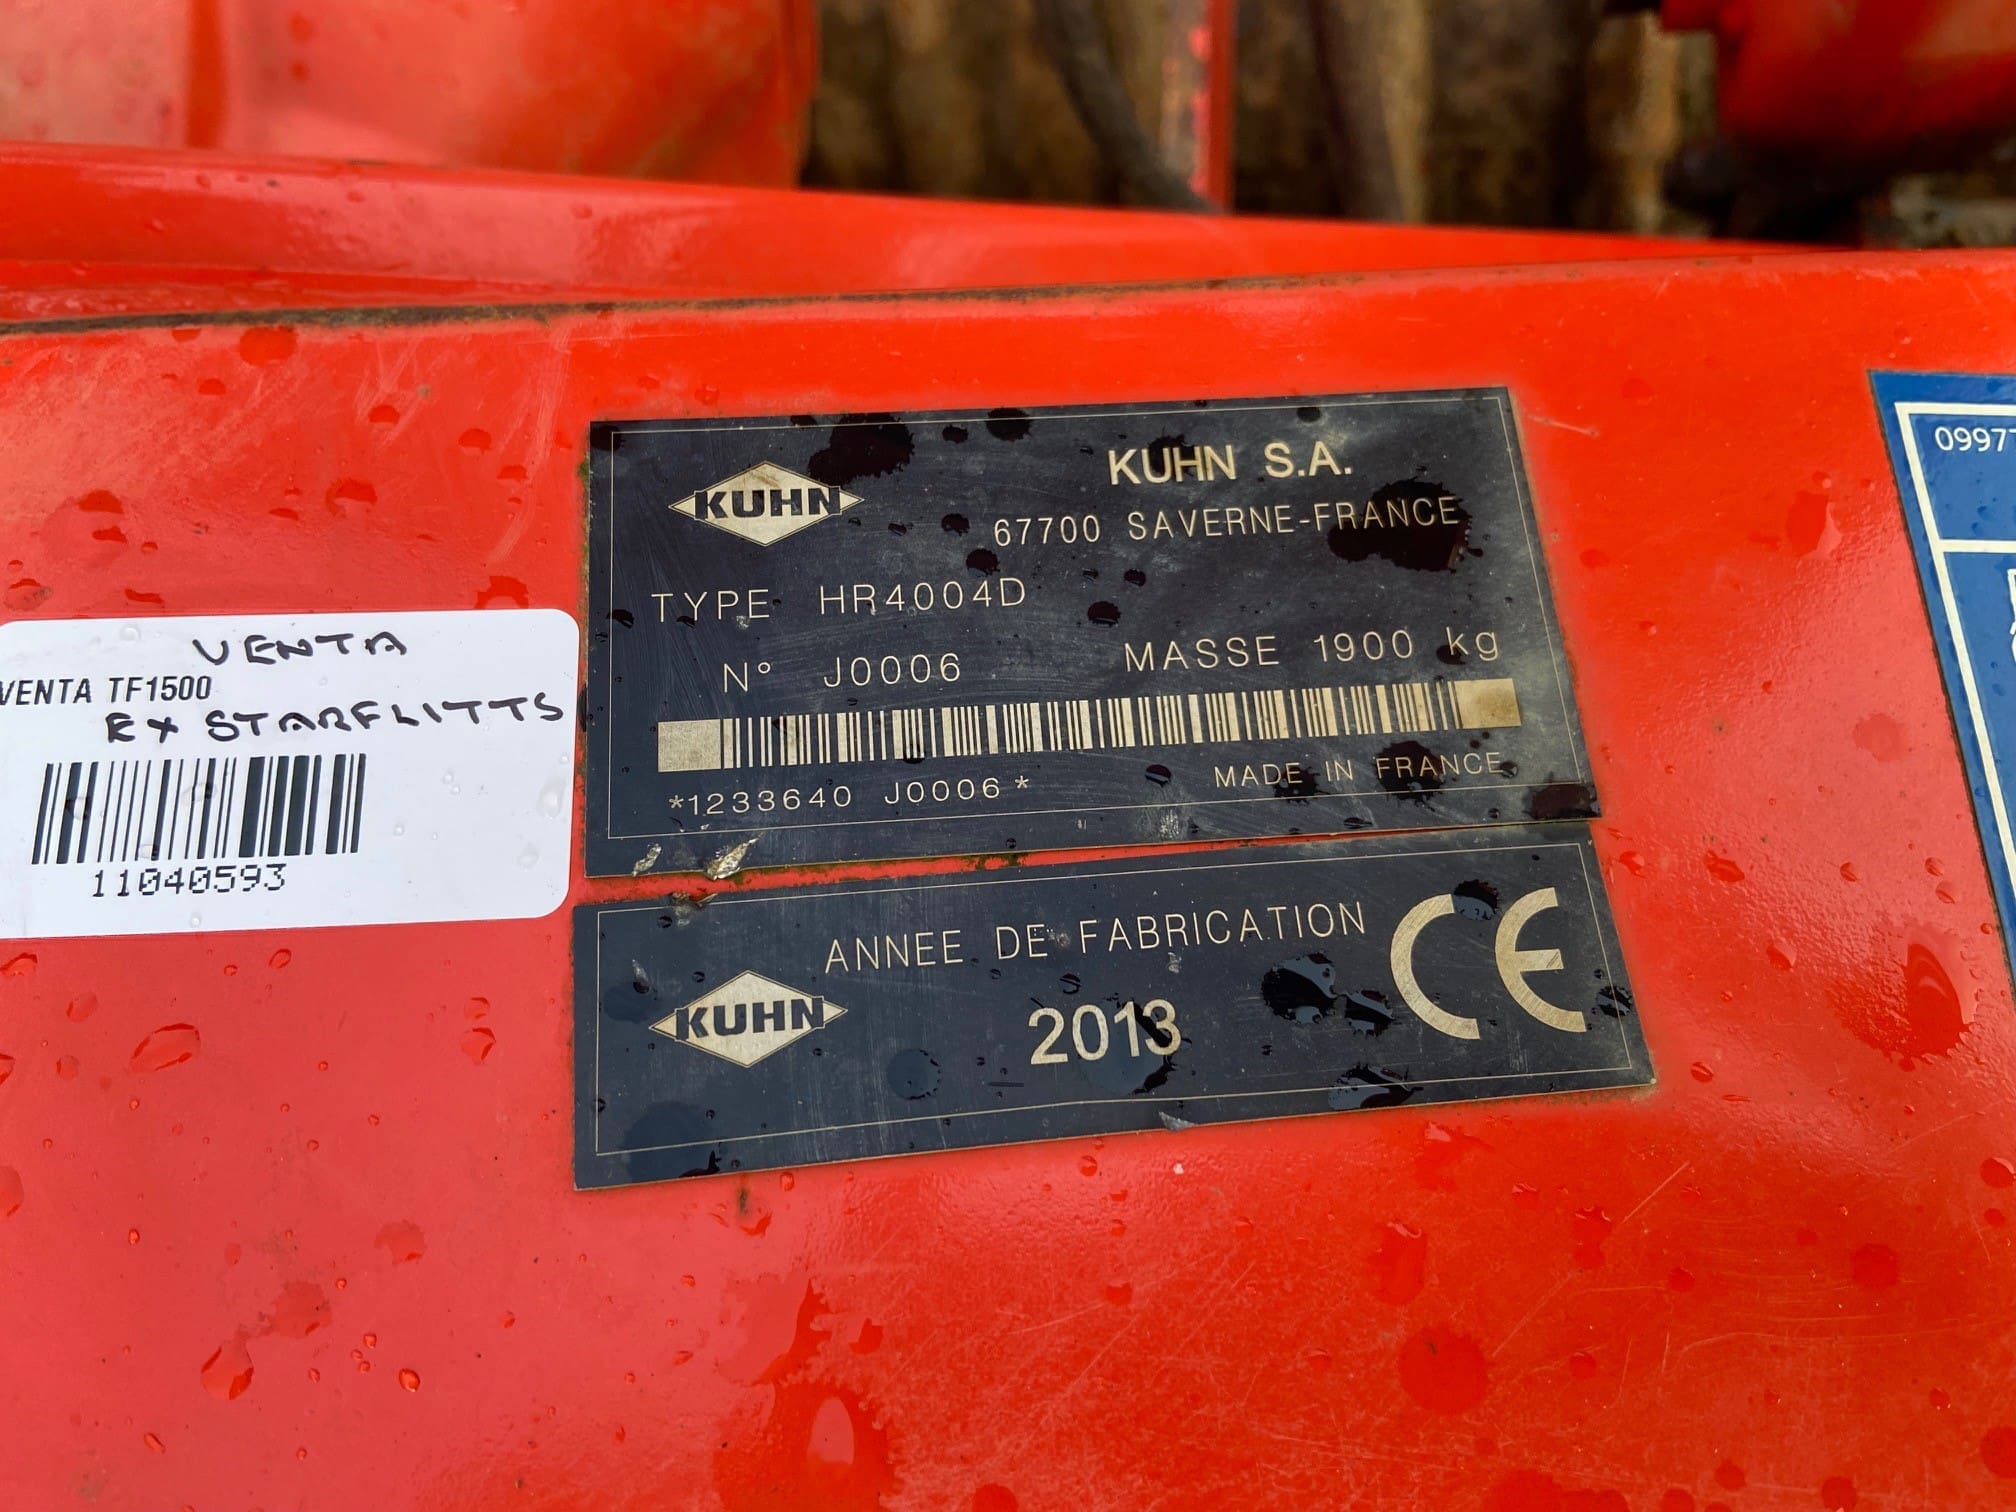 KUHN
KUHN S.A.
67700 SAVERNE-FRANCE
TYPE HR4004D
N° J0006 MASSE 1900 kg
*1233640 J0006*
MADE IN FRANCE
ANNEE DE FABRICATION
KUHN
2013
CE
VENTA
VENTA TF1500
EX STARFLITTS
11040593
0997